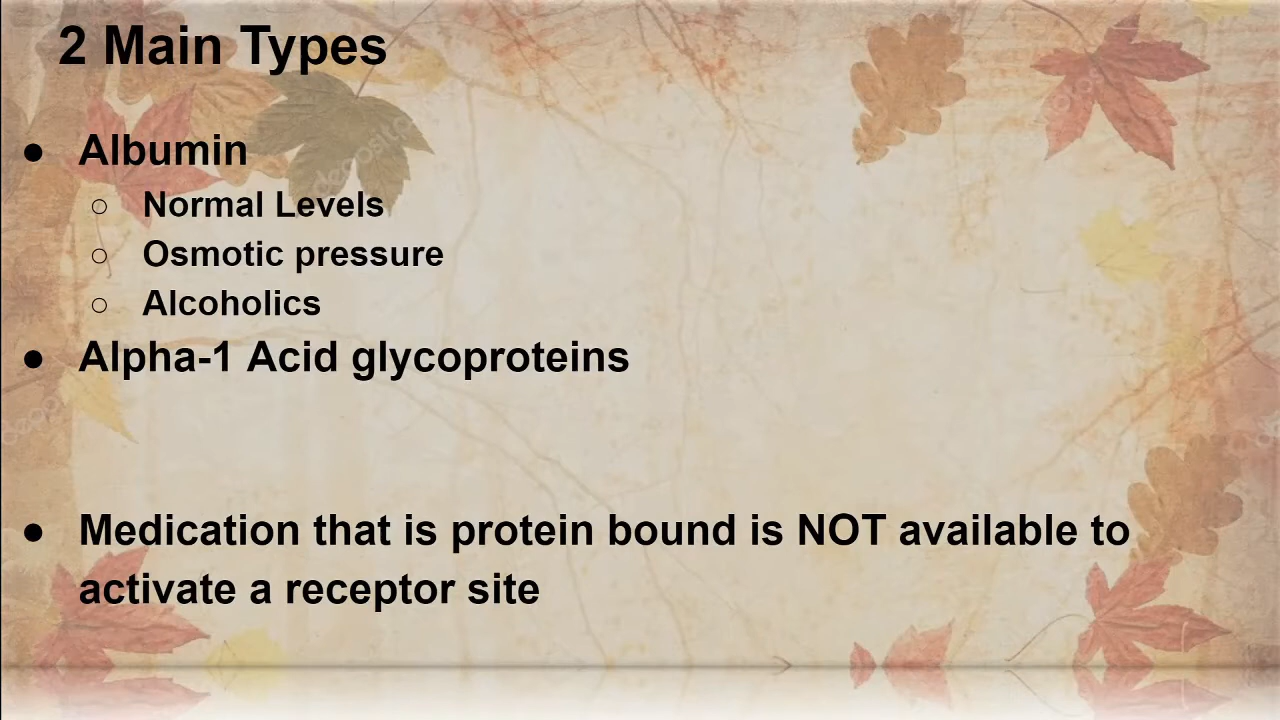 2 Main Types
● Albumin
○ Normal Levels
○ Osmotic pressure
○ Alcoholics
● Alpha-1 Acid glycoproteins
● Medication that is protein bound is NOT available to
activate a receptor site